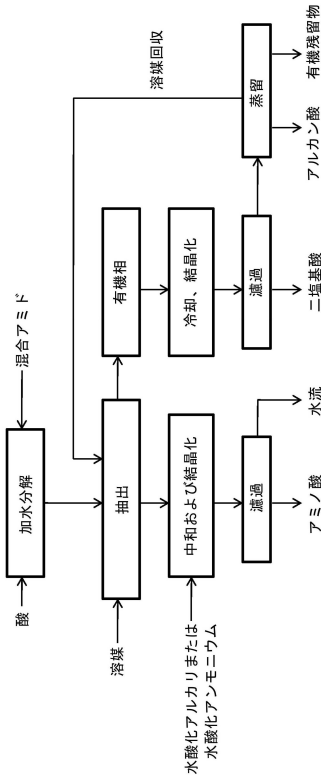 酸
加水分解
混合アミド
溶媒
抽出
有機相
溶媒回収
水酸化アルカリまたは
水酸化アンモニウム
中和および結晶化
冷却、結晶化
濾過
濾過
蒸留
アミノ酸
水流
二塩基酸
アルカン酸
有機残留物